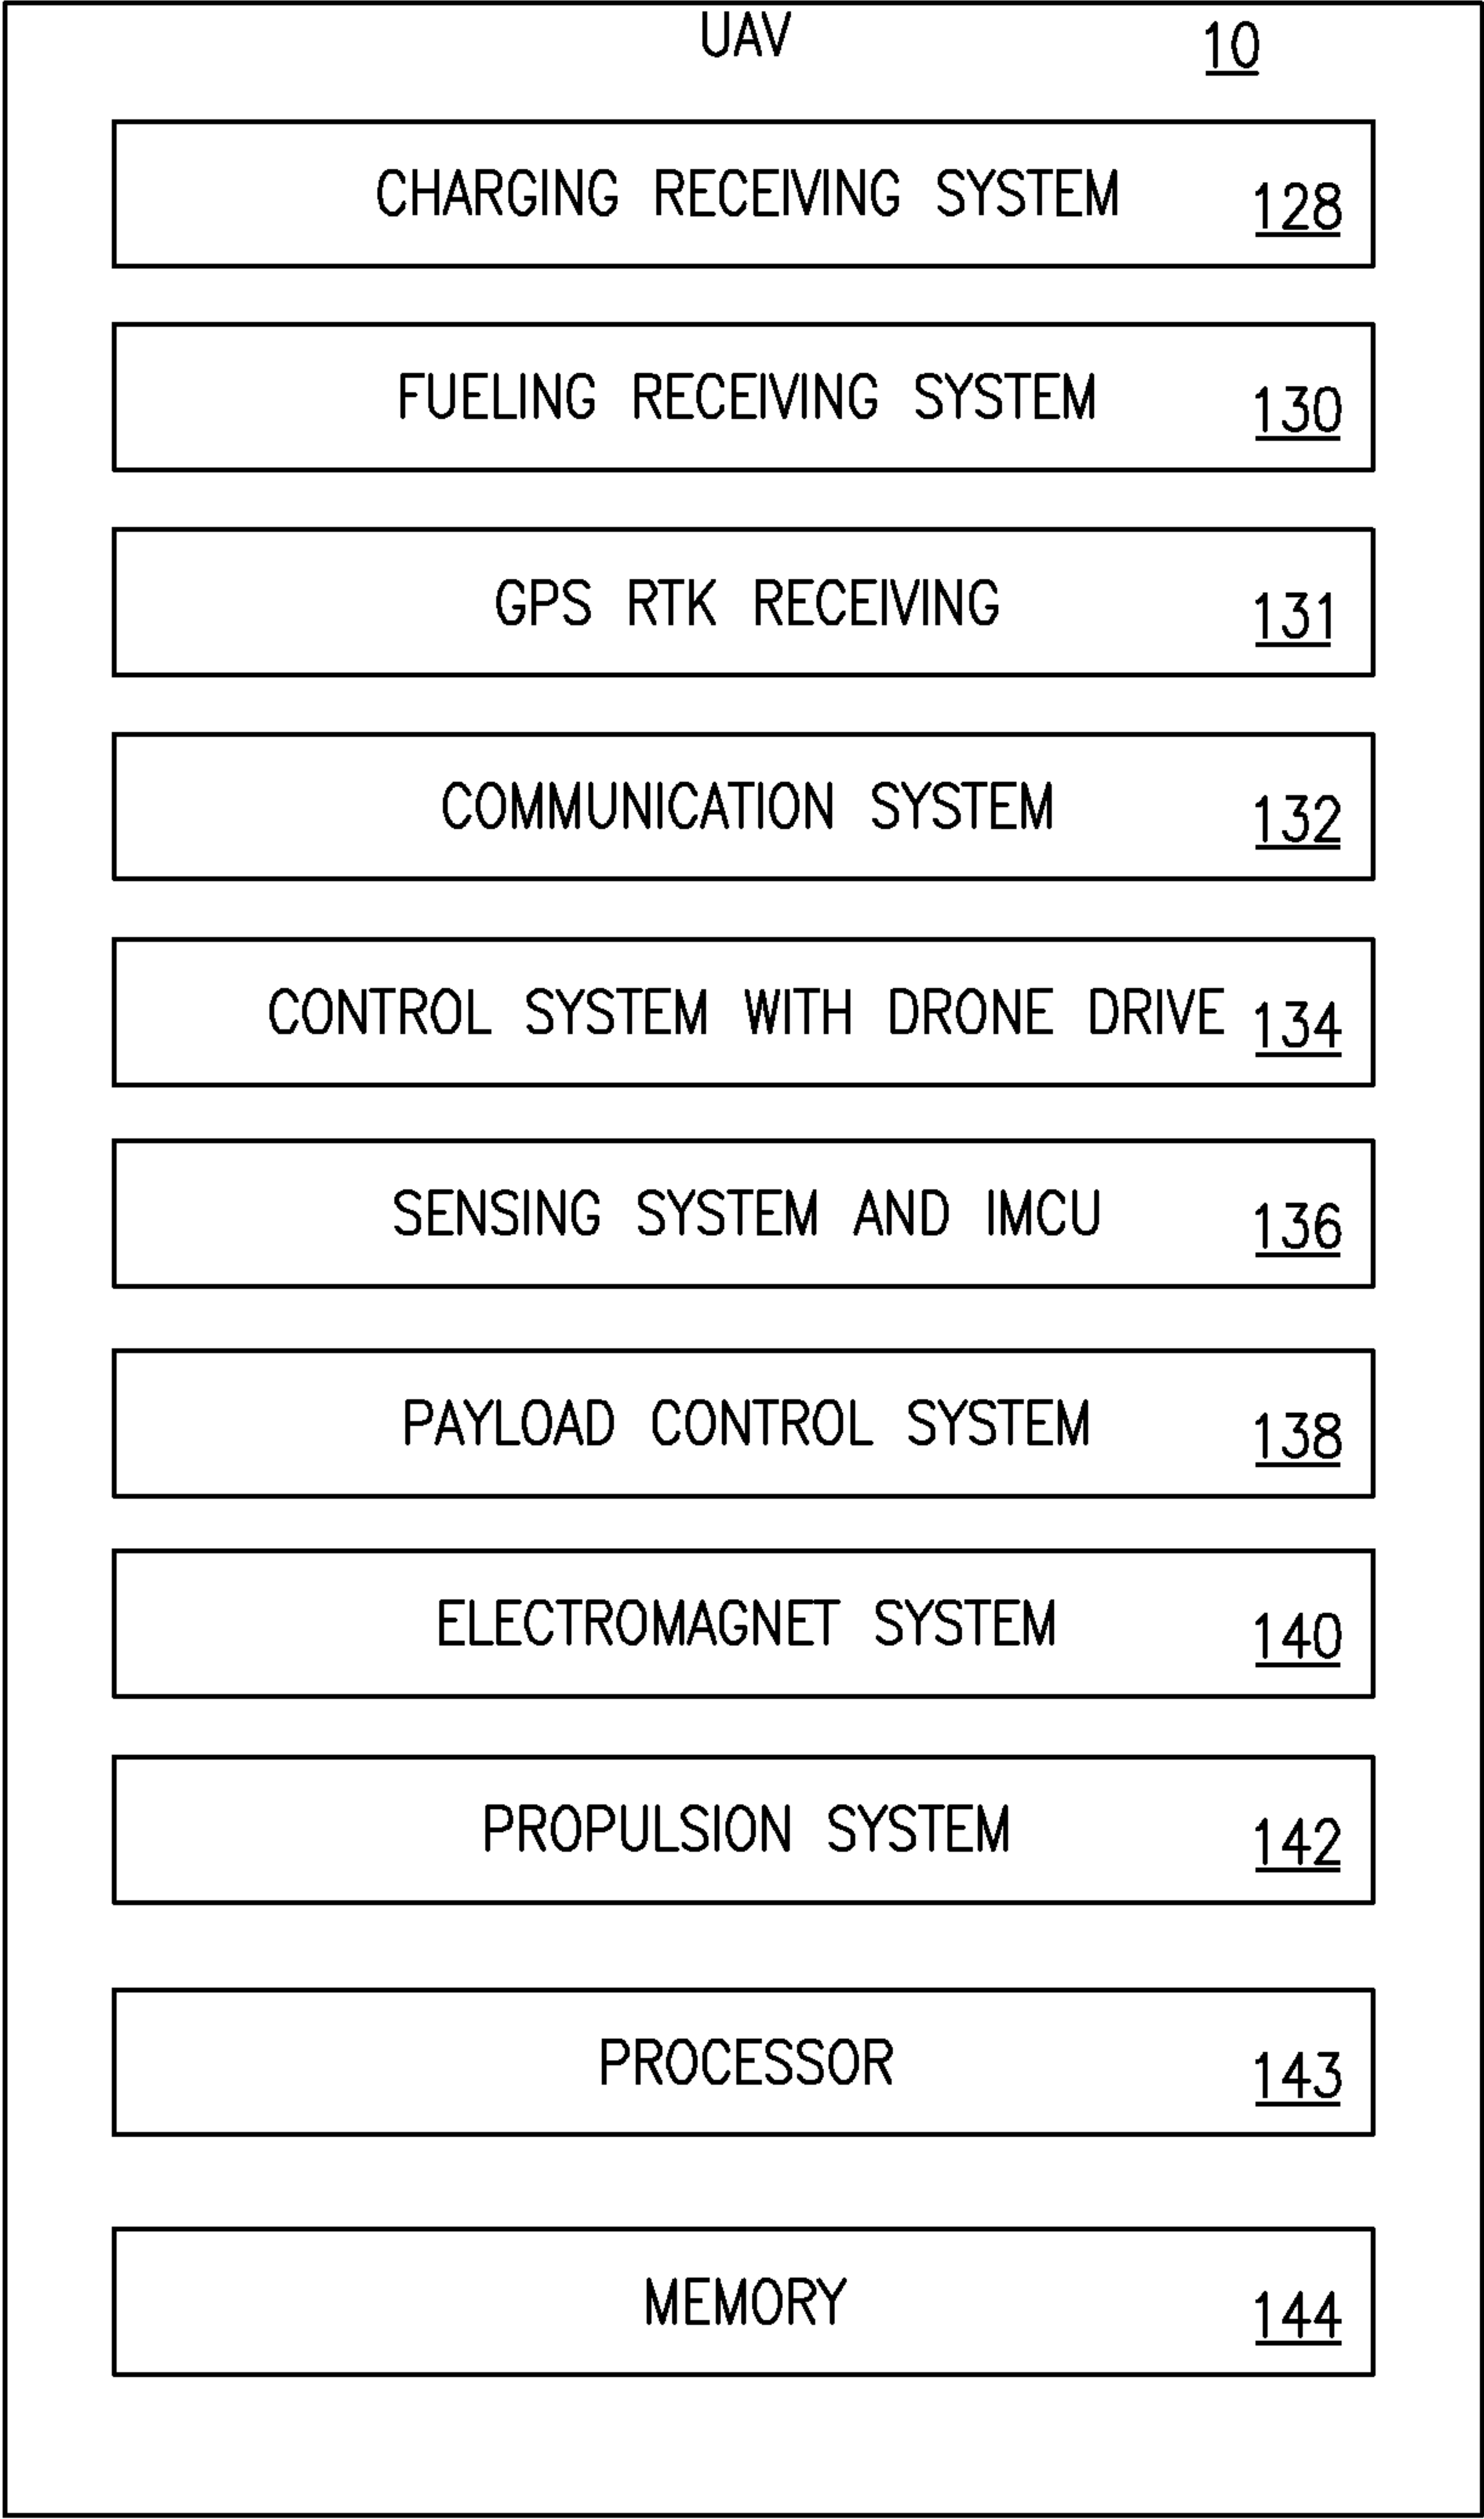 UAV 10
CHARGING RECEIVING SYSTEM 128
FUELING RECEIVING SYSTEM 130
GPS RTK RECEIVING 131
COMMUNICATION SYSTEM 132
CONTROL SYSTEM WITH DRONE DRIVE 134
SENSING SYSTEM AND IMCU 136
PAYLOAD CONTROL SYSTEM 138
ELECTROMAGNET SYSTEM 140
PROPULSION SYSTEM 142
PROCESSOR 143
MEMORY 144